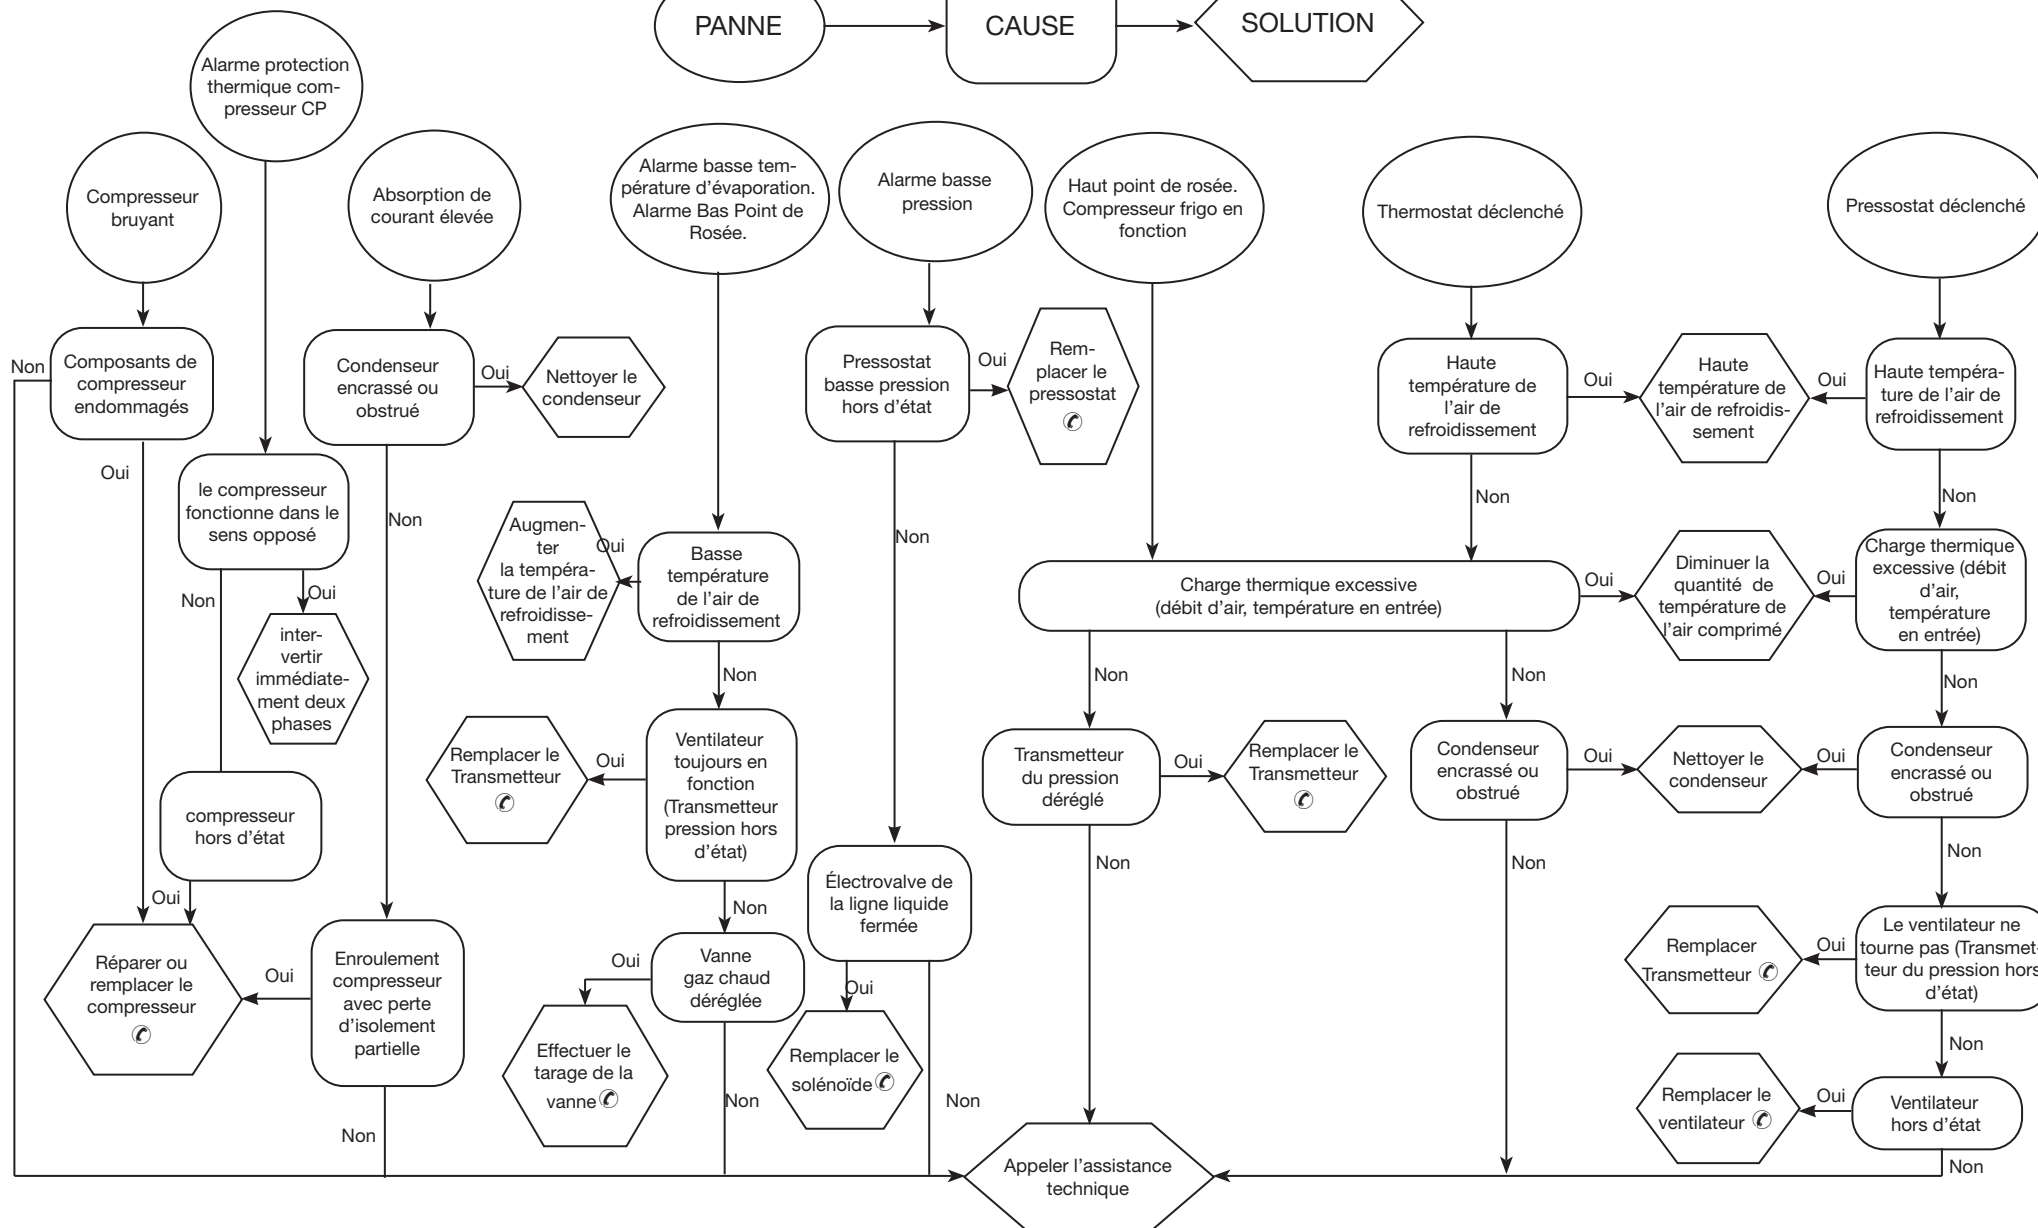 PANNE
CAUSE
SOLUTION
Alarme protection
thermique com-
presseur CP
Compresseur
bruyant
Absorption de
courant élevée
Alarme basse tem-
pérature d'évaporation.
Alarme Bas Point de
Rosée.
Alarme basse
pression
Haut point de rosée.
Compresseur frigo en
fonction
Thermostat déclenché
Pressostat déclenché
Non
Composants de
compresseur
endommagés
Oui
Condenseur
encrassé ou
obstrué
Oui
Nettoyer le
condenseur
Non
Pressostat
basse pression
hors d'état
Oui
Rem-
placer le
pressostat
Non
Haute
température de
l'air de
refroidissement
Oui
Haute
température de
l'air de refroidis-
sement
Oui
Haute tempéra-
ture de l'air de
refroidissement
Non
Non
le compresseur
fonctionne dans le
sens opposé
Non
Oui
inter-
vertir
immédiate-
ment deux
phases
Augmen-
ter
la tempéra-
ture de l'air de
refroidisse-
ment
Oui
Basse
température
de l'air de
refroidissement
Non
Charge thermique excessive
(débit d'air, température en entrée)
Oui
Diminuer la
quantité de
température de
l'air comprimé
Oui
Charge thermique
excessive (débit
d'air,
température
en entrée)
Non
Non
Non
Remplacer le
Transmetteur
Oui
Ventilateur
toujours en
fonction
(Transmetteur
pression hors
d'état)
Non
Transmetteur
du pression
déréglé
Oui
Remplacer le
Transmetteur
Non
Condenseur
encrassé ou
obstrué
Oui
Nettoyer le
condenseur
Oui
Condenseur
encrassé ou
obstrué
Non
Non
compresseur
hors d'état
Oui
Réparer ou
remplacer le
compresseur
Oui
Enroulement
compresseur
avec perte
d'isolement
partielle
Non
Oui
Vanne
gaz chaud
déréglée
Effectuer le
tarage de la
vanne
Non
Électrovalve de
la ligne liquide
fermée
Oui
Remplacer le
solénoïde
Non
Remplacer
Transmetteur
Oui
Le ventilateur ne
tourne pas (Transmet-
teur du pression hors
d'état)
Non
Remplacer le
ventilateur
Oui
Ventilateur
hors d'état
Non
Appeler l'assistance
technique